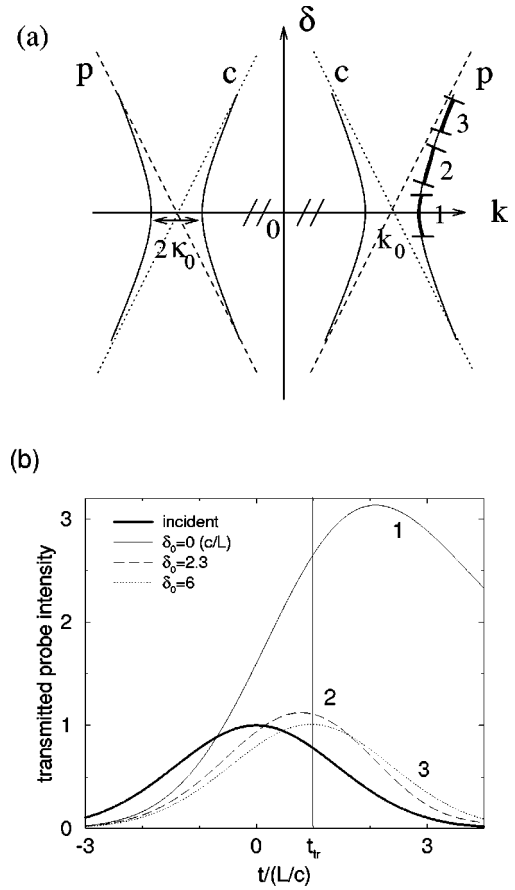 (a)
δ
p c c p
3
2
1
0 k₀ k
2κ₀
(b)
transmitted probe intensity
3
2
1
0
incident
δ₀=0 (c/L)
δ₀=2.3
δ₀=6
1
2
3
-3 0 t_tr 3
t/(L/c)